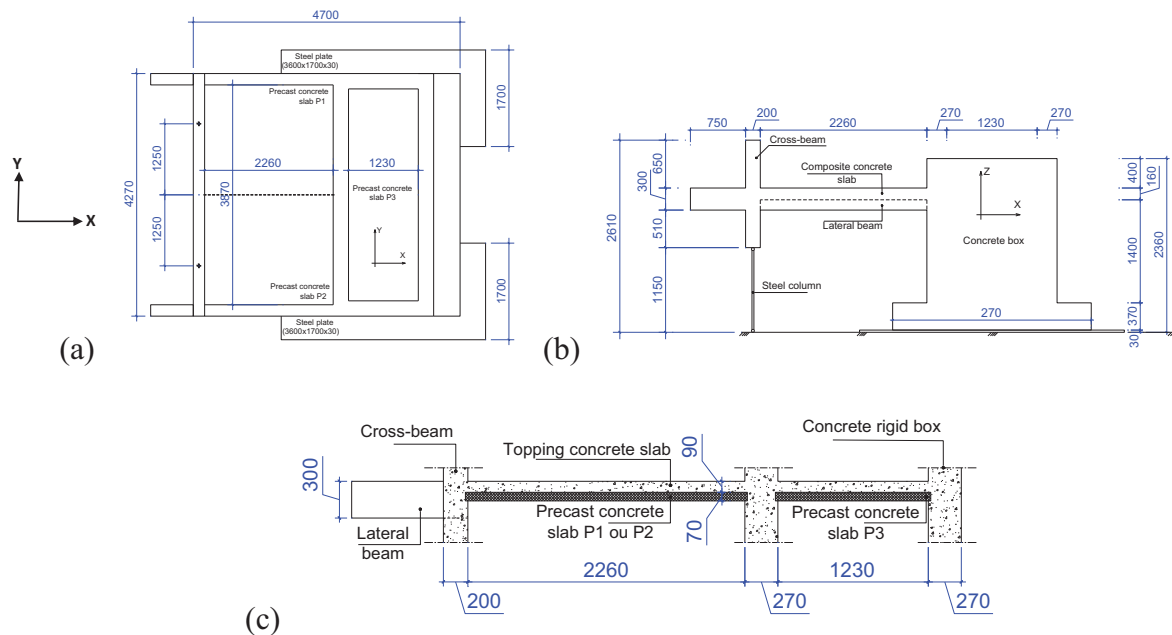 4700
Steel plate
(3600x1700x30)
Precast concrete
slab P1
1700
1250
2260
1230
Y
X
4270
3870
Precast concrete
slab P3
1250
Y
X
Precast concrete
slab P2
1700
Steel plate
(3600x1700x30)
(a)
200
270
270
750
2260
1230
Cross-beam
650
Composite concrete
slab
Z
400
160
300
X
2610
Lateral beam
510
Concrete box
1400
2360
Steel column
1150
270
370
30
(b)
Cross-beam
Concrete rigid box
Topping concrete slab
90
300
Precast concrete
slab P1 ou P2
Precast concrete
slab P3
70
Lateral
beam
2260
1230
200
270
270
(c)